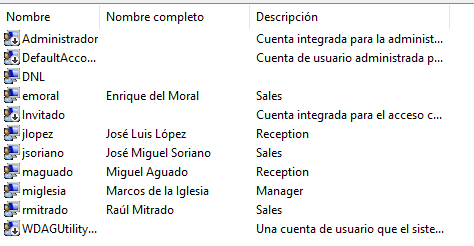 Nombre Nombre completo Descripción
Administrador Cuenta integrada para la administ...
DefaultAcco... Cuenta de usuario administrada p...
DNL
emoral Enrique del Moral Sales
Invitado Cuenta integrada para el acceso c...
jlopez José Luis López Reception
jsoriano José Miguel Soriano Sales
maguado Miguel Aguado Reception
miglesia Marcos de la Iglesia Manager
rmitrado Raúl Mitrado Sales
WDAGUtility... Una cuenta de usuario que el siste...